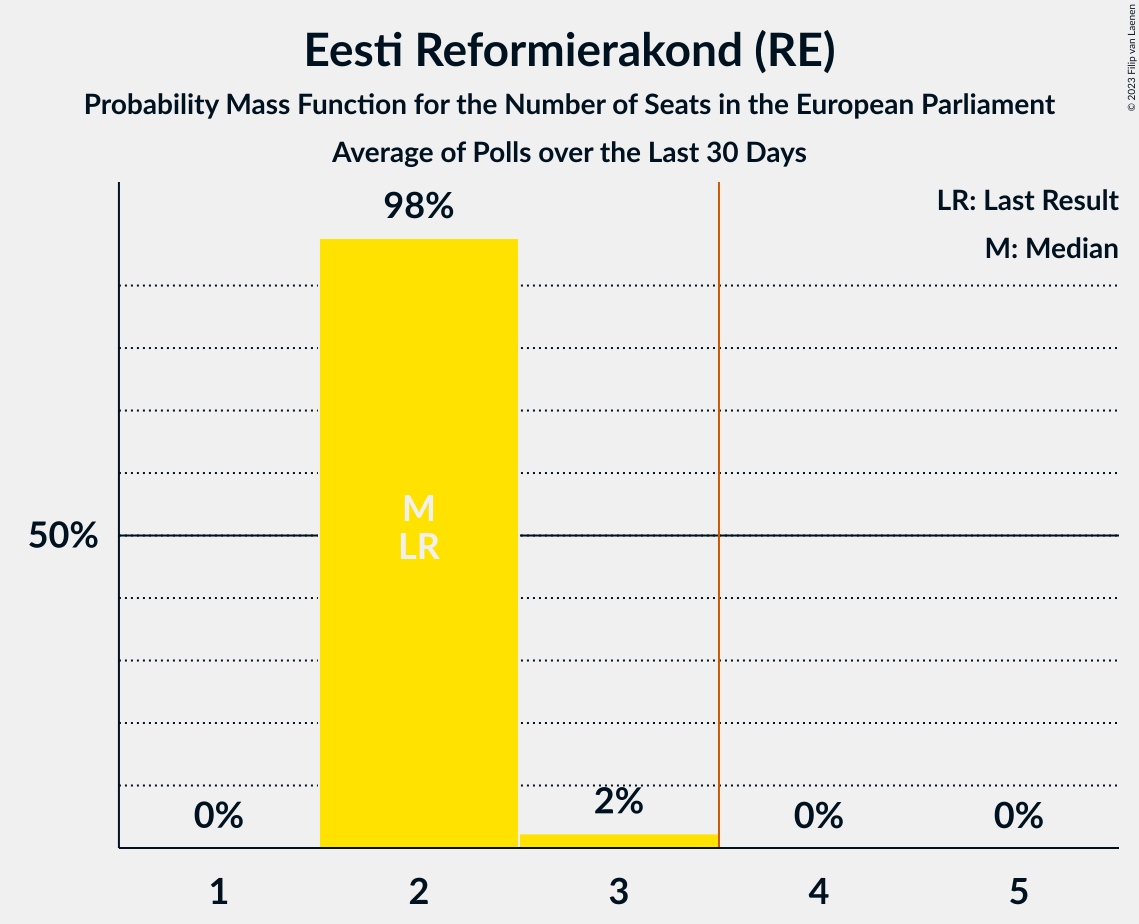 Eesti Reformierakond (RE)
Probability Mass Function for the Number of Seats in the European Parliament
Average of Polls over the Last 30 Days
© 2023 Filip van Laenen
LR: Last Result
M: Median
98%
M
LR
50%
0%
2%
0%
0%
1
2
3
4
5